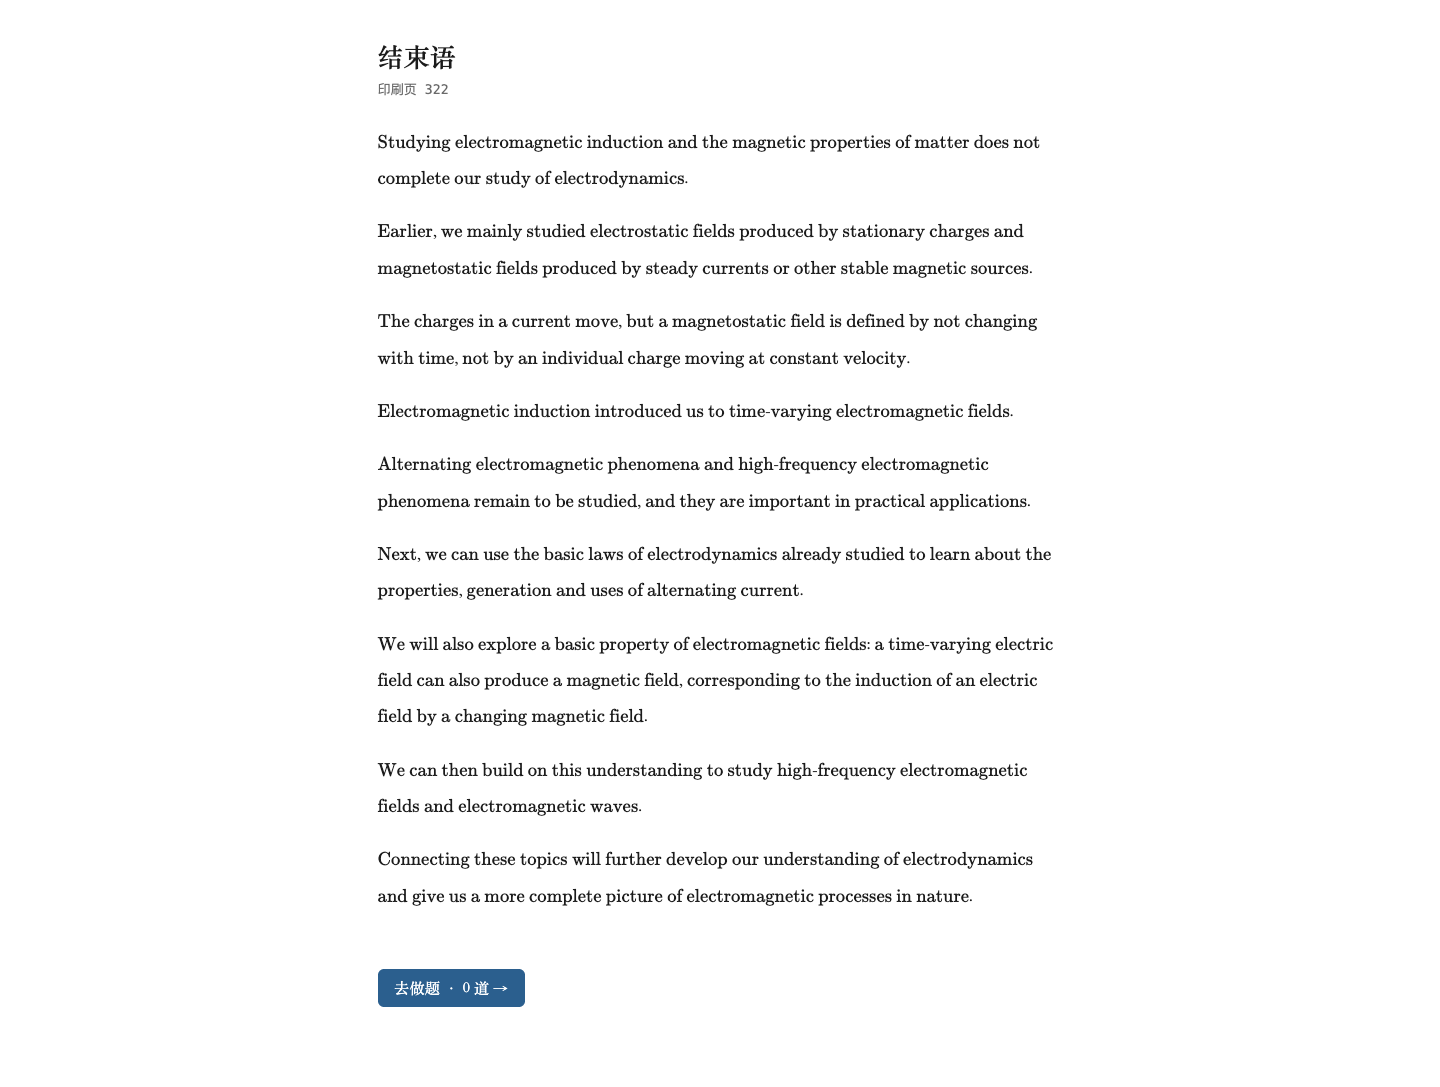 结束语
印刷页 322
Studying electromagnetic induction and the magnetic properties of matter does not
complete our study of electrodynamics.
Earlier, we mainly studied electrostatic fields produced by stationary charges and
magnetostatic fields produced by steady currents or other stable magnetic sources.
The charges in a current move, but a magnetostatic field is defined by not changing
with time, not by an individual charge moving at constant velocity.
Electromagnetic induction introduced us to time-varying electromagnetic fields.
Alternating electromagnetic phenomena and high-frequency electromagnetic
phenomena remain to be studied, and they are important in practical applications.
Next, we can use the basic laws of electrodynamics already studied to learn about the
properties, generation and uses of alternating current.
We will also explore a basic property of electromagnetic fields: a time-varying electric
field can also produce a magnetic field, corresponding to the induction of an electric
field by a changing magnetic field.
We can then build on this understanding to study high-frequency electromagnetic
fields and electromagnetic waves.
Connecting these topics will further develop our understanding of electrodynamics
and give us a more complete picture of electromagnetic processes in nature.
去做题 · 0 道 →